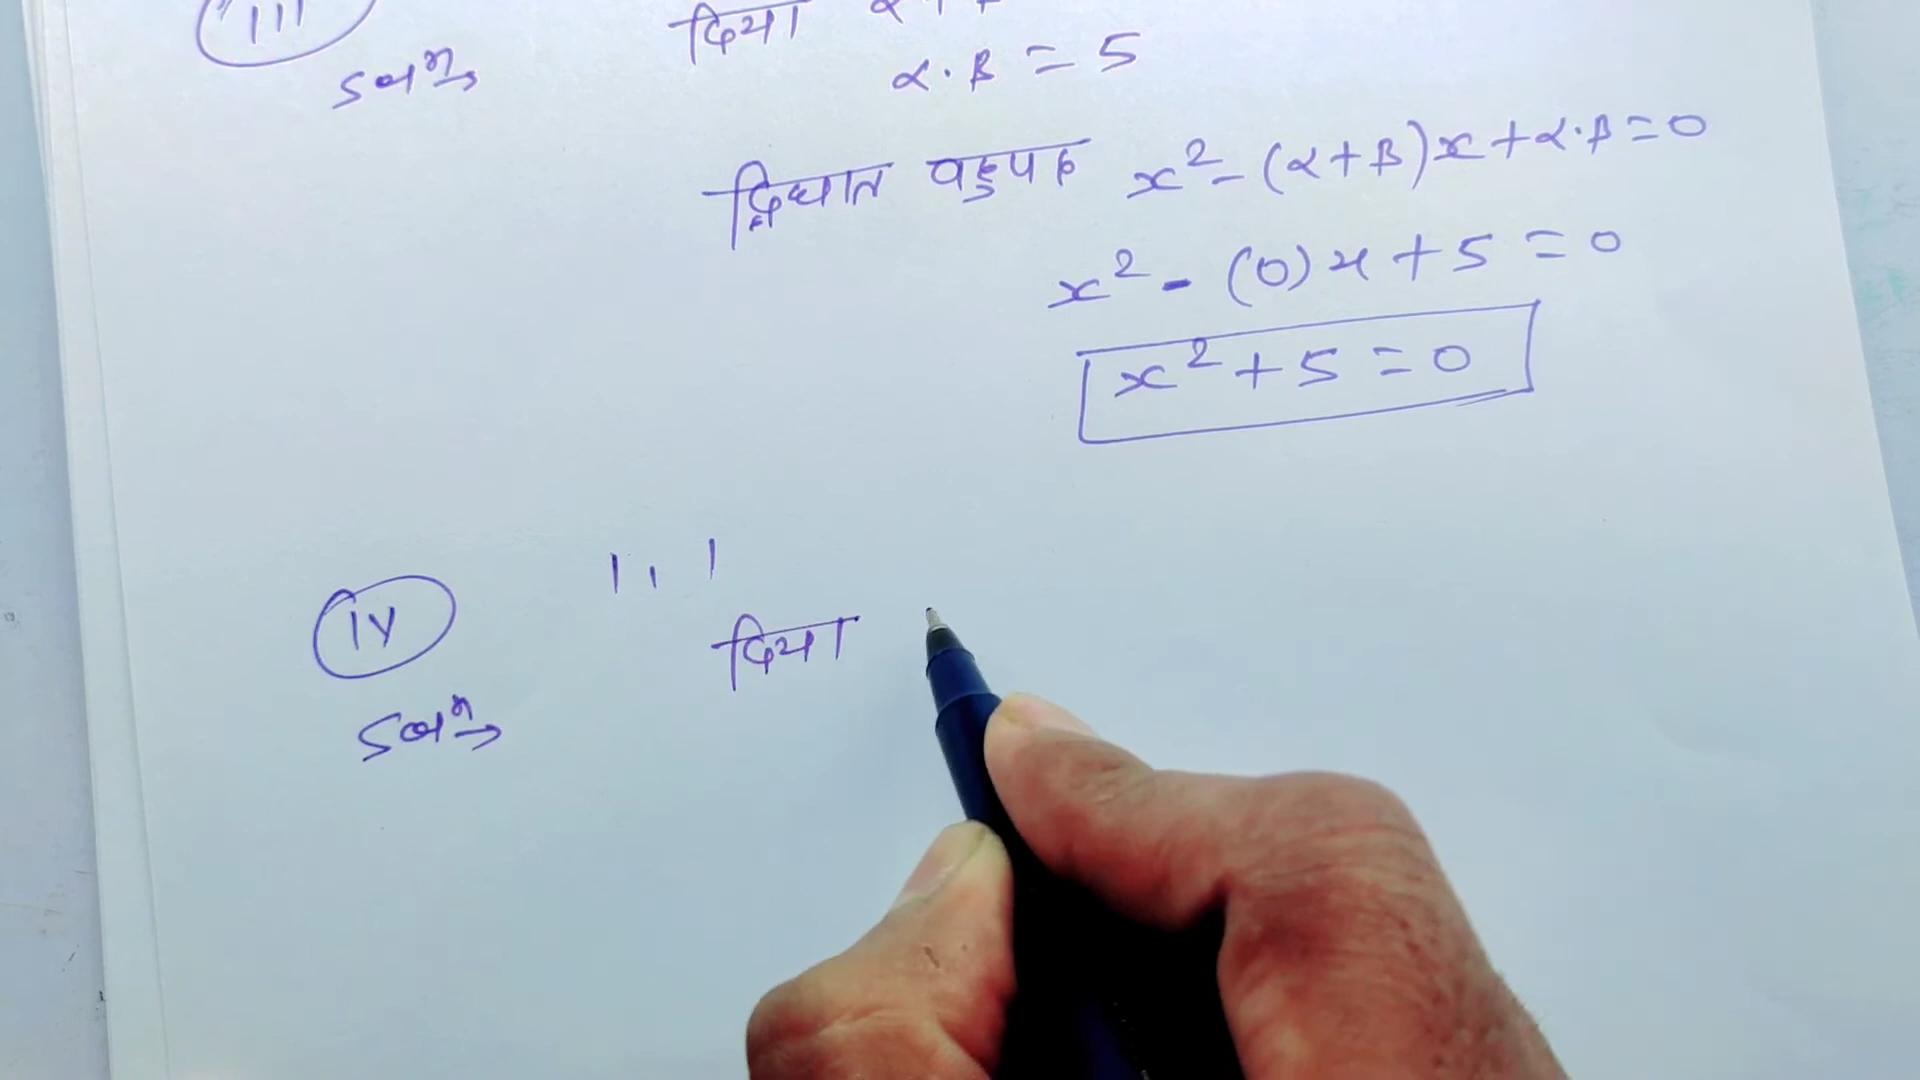 iii दिया α + β
Solⁿ→ α.β = 5
द्विघात बहुपद x² - (α+β)x + α.β = 0
x² - (0)x + 5 = 0
x² + 5 = 0
iv 1, 1
दिया
Solⁿ→